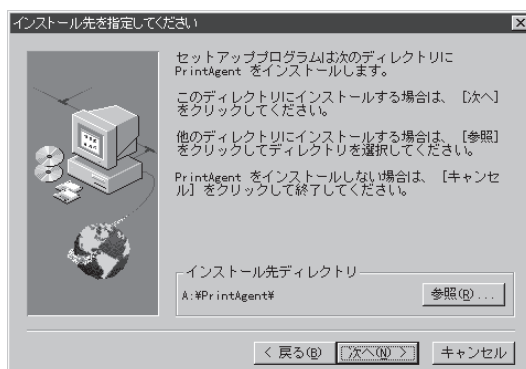 インストール先を指定してください
セットアッププログラムは次のディレクトリに
PrintAgent をインストールします。
このディレクトリにインストールする場合は、 [次へ]
をクリックしてください。
他のディレクトリにインストールする場合は、 [参照]
をクリックしてディレクトリを選択してください。
PrintAgent をインストールしない場合は、 [キャンセ
ル] をクリックして終了してください。
インストール先ディレクトリ
A:¥PrintAgent¥
参照(R)...
< 戻る(B)
次へ(N) >
キャンセル